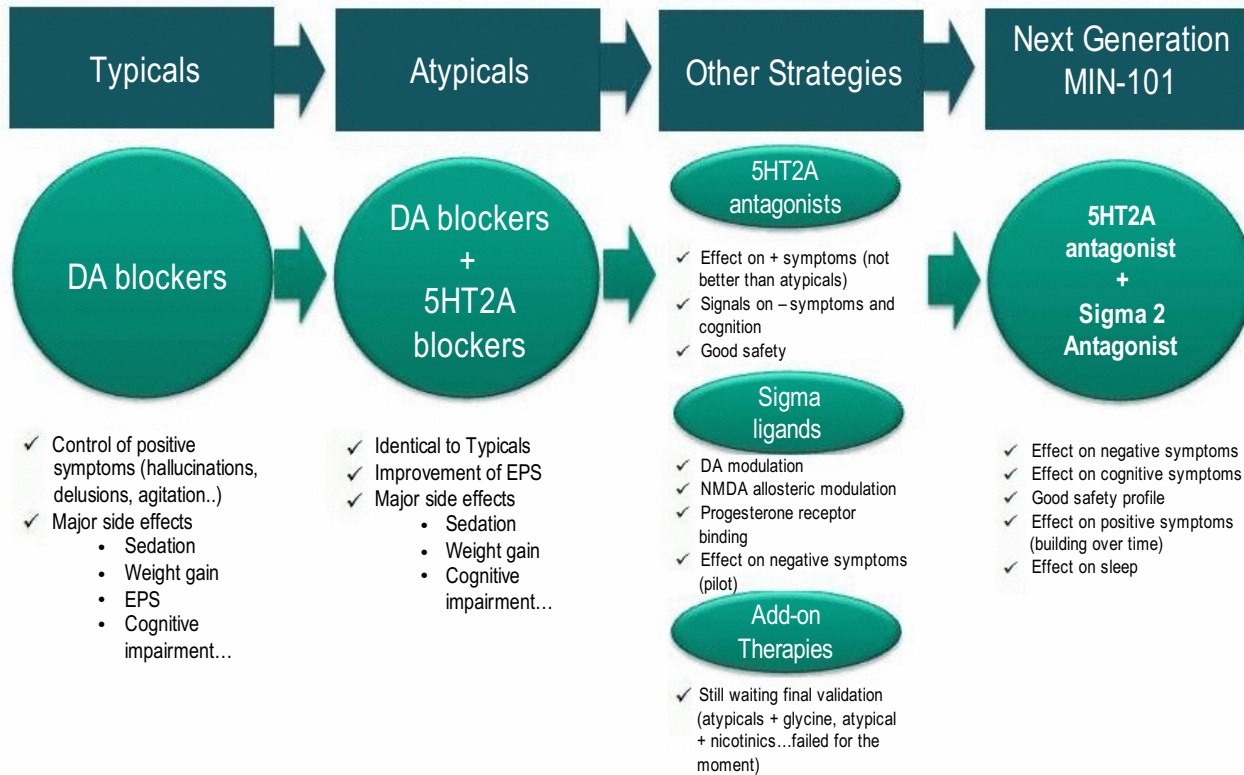 Typicals
Atypicals
Other Strategies
Next Generation
MIN-101
DA blockers
✓ Control of positive
symptoms (hallucinations,
delusions, agitation..)
✓ Major side effects
• Sedation
• Weight gain
• EPS
• Cognitive
impairment…
DA blockers
+
5HT2A
blockers
✓ Identical to Typicals
✓ Improvement of EPS
✓ Major side effects
• Sedation
• Weight gain
• Cognitive
impairment…
5HT2A
antagonists
✓ Effect on + symptoms (not
better than atypicals)
✓ Signals on – symptoms and
cognition
✓ Good safety
Sigma
ligands
✓ DA modulation
✓ NMDA allosteric modulation
✓ Progesterone receptor
binding
✓ Effect on negative symptoms
(pilot)
Add-on
Therapies
✓ Still waiting final validation
(atypicals + glycine, atypical
+ nicotinics…failed for the
moment)
5HT2A
antagonist
+
Sigma 2
Antagonist
✓ Effect on negative symptoms
✓ Effect on cognitive symptoms
✓ Good safety profile
✓ Effect on positive symptoms
(building over time)
✓ Effect on sleep